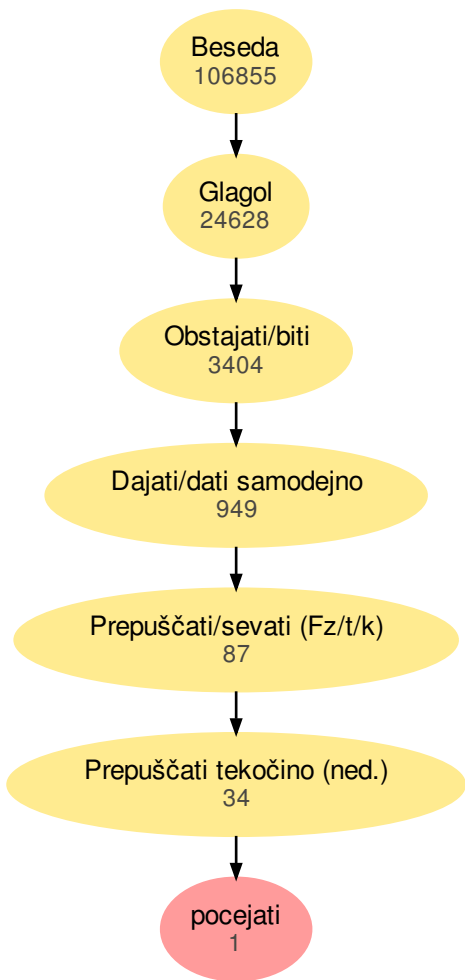 Beseda
106855
Glagol
24628
Obstajati/biti
3404
Dajati/dati samodejno
949
Prepuščati/sevati (Fz/t/k)
87
Prepuščati tekočino (ned.)
34
pocejati
1